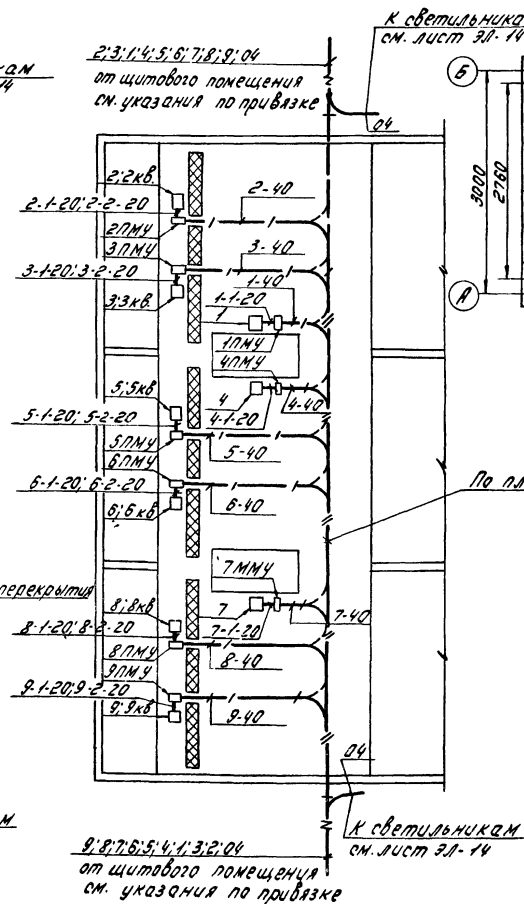 К светильника
см. лист ЭЛ-14
2;3;1;4;5;6;7;8;9;04
от щитового помещения
см. указания по привязке
кам
14
04
Б
3000
2760
А
2;2кв.
2-1-20;2-2-20
2ПМУ
3ПМУ
3-1-20;3-2-20
3;3кв.
2-40
3-40
1-40
1-1-20
1
1ПМУ
4ПМУ
4
4-1-20
4-40
5;5кв
5-1-20; 5-2-20
5ПМУ
6ПМУ
6-1-20;6-2-20
6;6кв
5-40
6-40
По пл
7ММУ
перекрытия
8;8кв
7
7-1-20
7-40
8-1-20;8-2-20
8ПМУ
9ПМУ
9-1-20;9-2-20
9;9кв
8-40
9-40
04
м
К светильникам
см. лист ЭЛ-14
9;8;7;6;5;4;1;3;2;04
от щитового помещения
см. указания по привязке